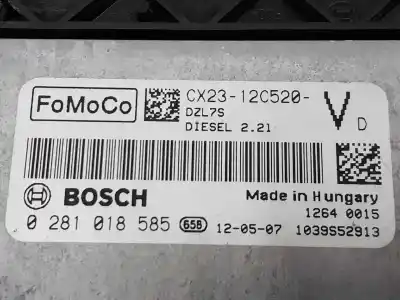 FoMoCo
CX23-12C520-
V D
DZL7S
DIESEL 2.2l
BOSCH
Made in Hungary
1264 0015
0 281 018 585 658 12-05-07 1039S52913